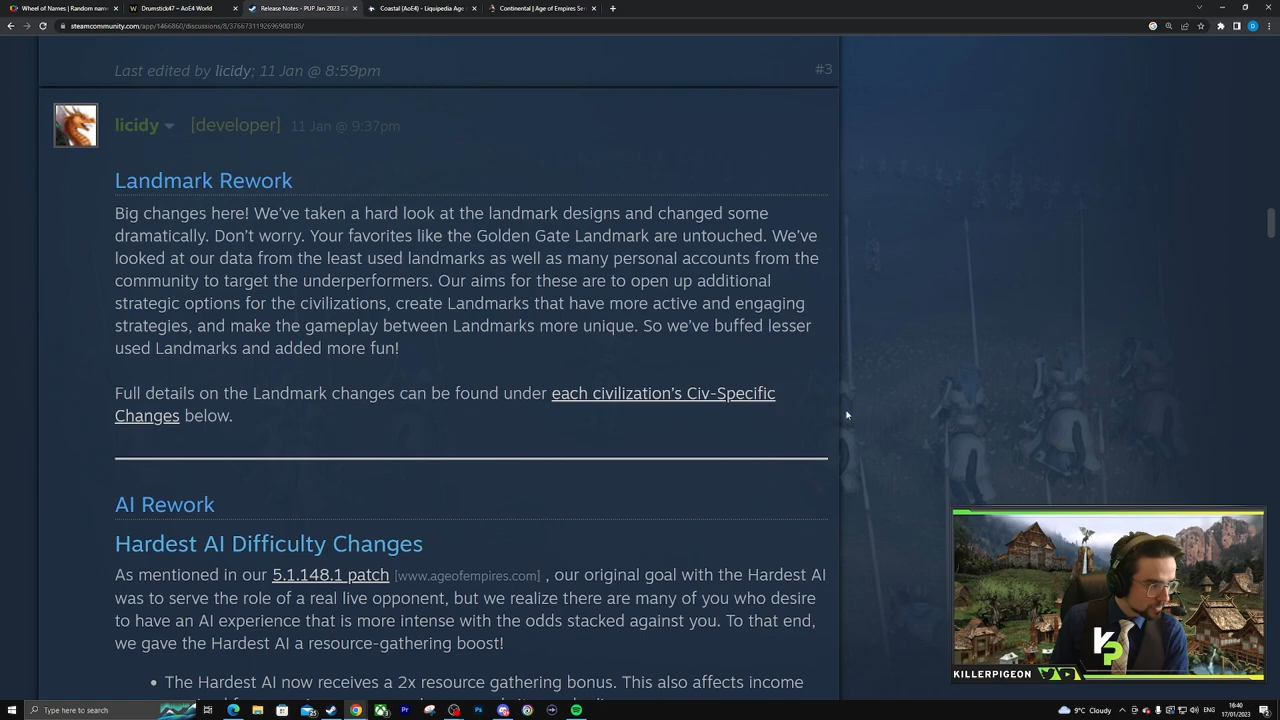 Wheel of Names | Random name
Drumstick47 – AoE4 World
Release Notes - PUP Jan 2023 a
Coastal (AoE4) - Liquipedia Age
Continental | Age of Empires Ser
steamcommunity.com/app/1466860/discussions/8/3766731192696900108/
Last edited by licidy; 11 Jan @ 8:59pm
#3
licidy [developer] 11 Jan @ 9:37pm
Landmark Rework
Big changes here! We’ve taken a hard look at the landmark designs and changed some
dramatically. Don’t worry. Your favorites like the Golden Gate Landmark are untouched. We’ve
looked at our data from the least used landmarks as well as many personal accounts from the
community to target the underperformers. Our aims for these are to open up additional
strategic options for the civilizations, create Landmarks that have more active and engaging
strategies, and make the gameplay between Landmarks more unique. So we’ve buffed lesser
used Landmarks and added more fun!
Full details on the Landmark changes can be found under each civilization’s Civ-Specific
Changes below.
AI Rework
Hardest AI Difficulty Changes
As mentioned in our 5.1.148.1 patch [www.ageofempires.com] , our original goal with the Hardest AI
was to serve the role of a real live opponent, but we realize there are many of you who desire
to have an AI experience that is more intense with the odds stacked against you. To that end,
we gave the Hardest AI a resource-gathering boost!
• The Hardest AI now receives a 2x resource gathering bonus. This also affects income
KP
KILLERPIGEON
Type here to search
9°C Cloudy
ENG
16:40
17/01/2023